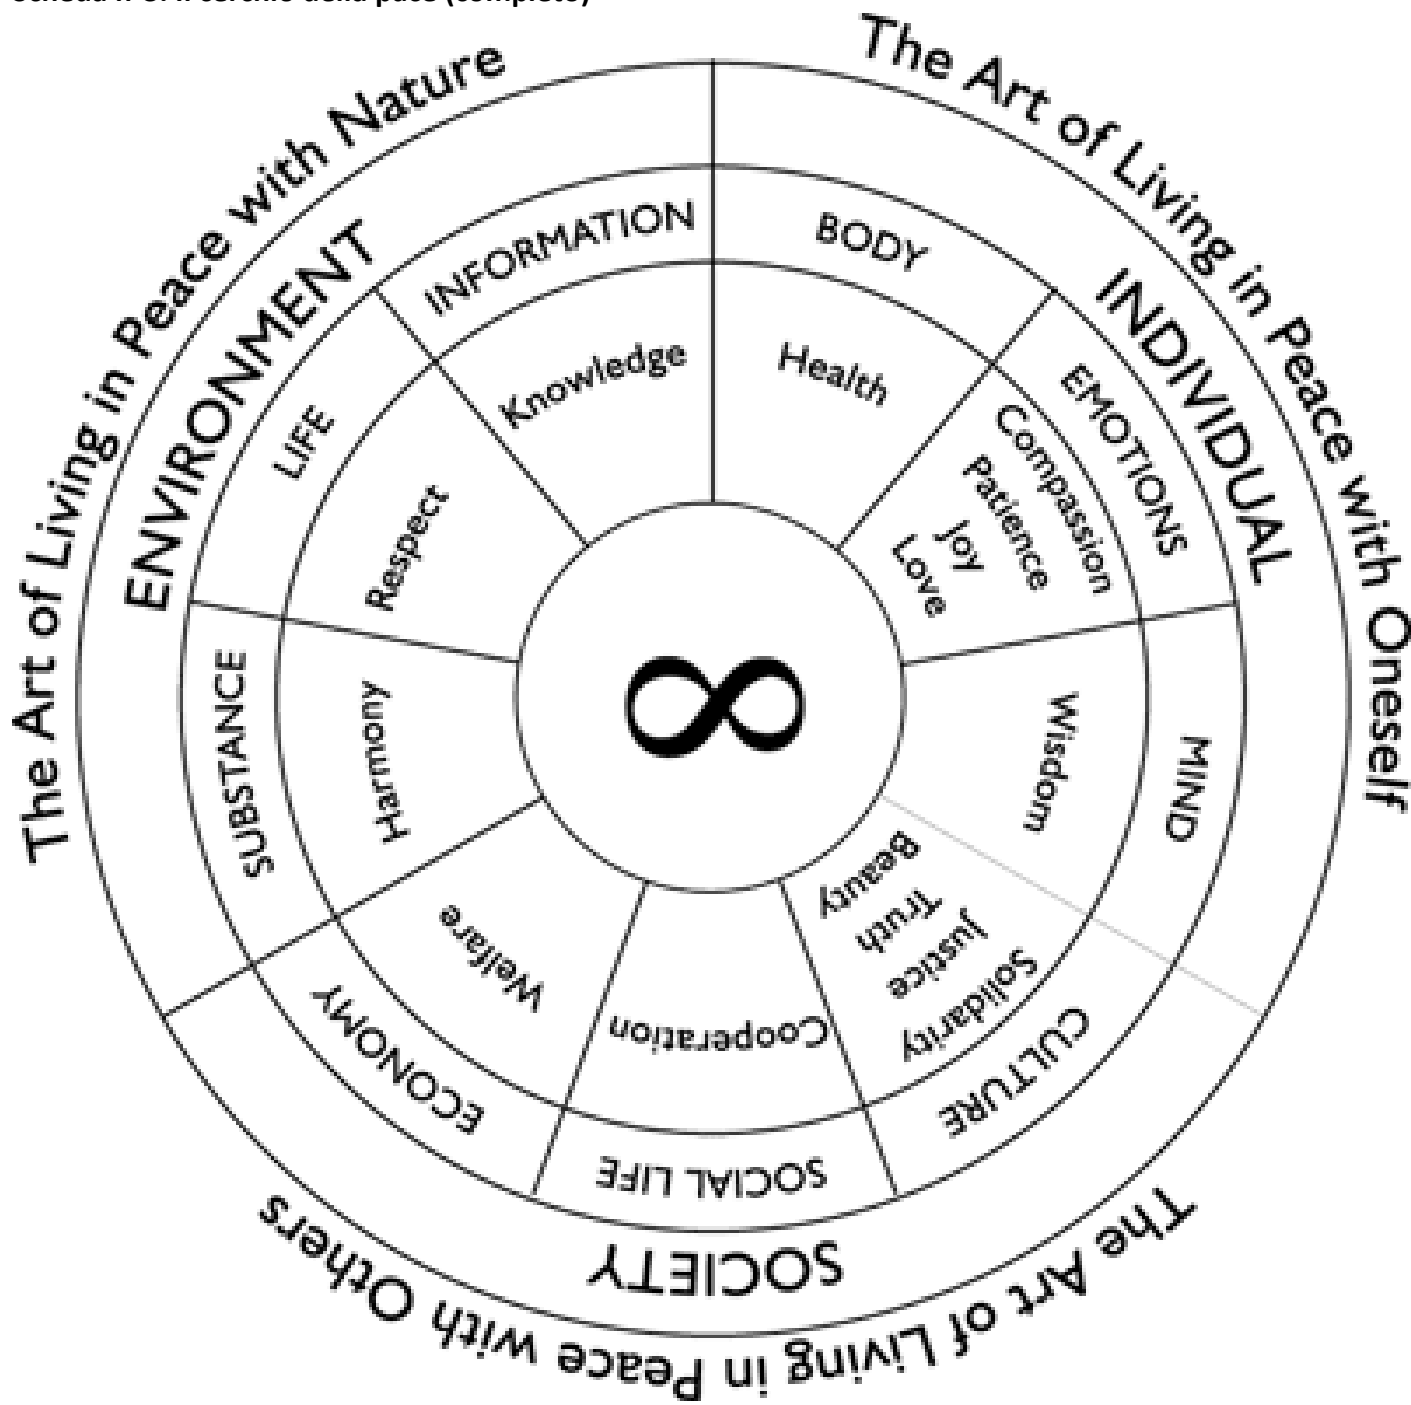 The Art of Living in Peace with Oneself
INDIVIDUAL
BODY
Health
EMOTIONS
Compassion
Patience
Joy
Love
MIND
Wisdom
The Art of Living in Peace with Others
SOCIETY
CULTURE
Solidarity
Justice
Truth
Beauty
SOCIAL LIFE
Cooperation
ECONOMY
Welfare
The Art of Living in Peace with Nature
ENVIRONMENT
SUBSTANCE
Harmony
LIFE
Respect
INFORMATION
Knowledge
∞